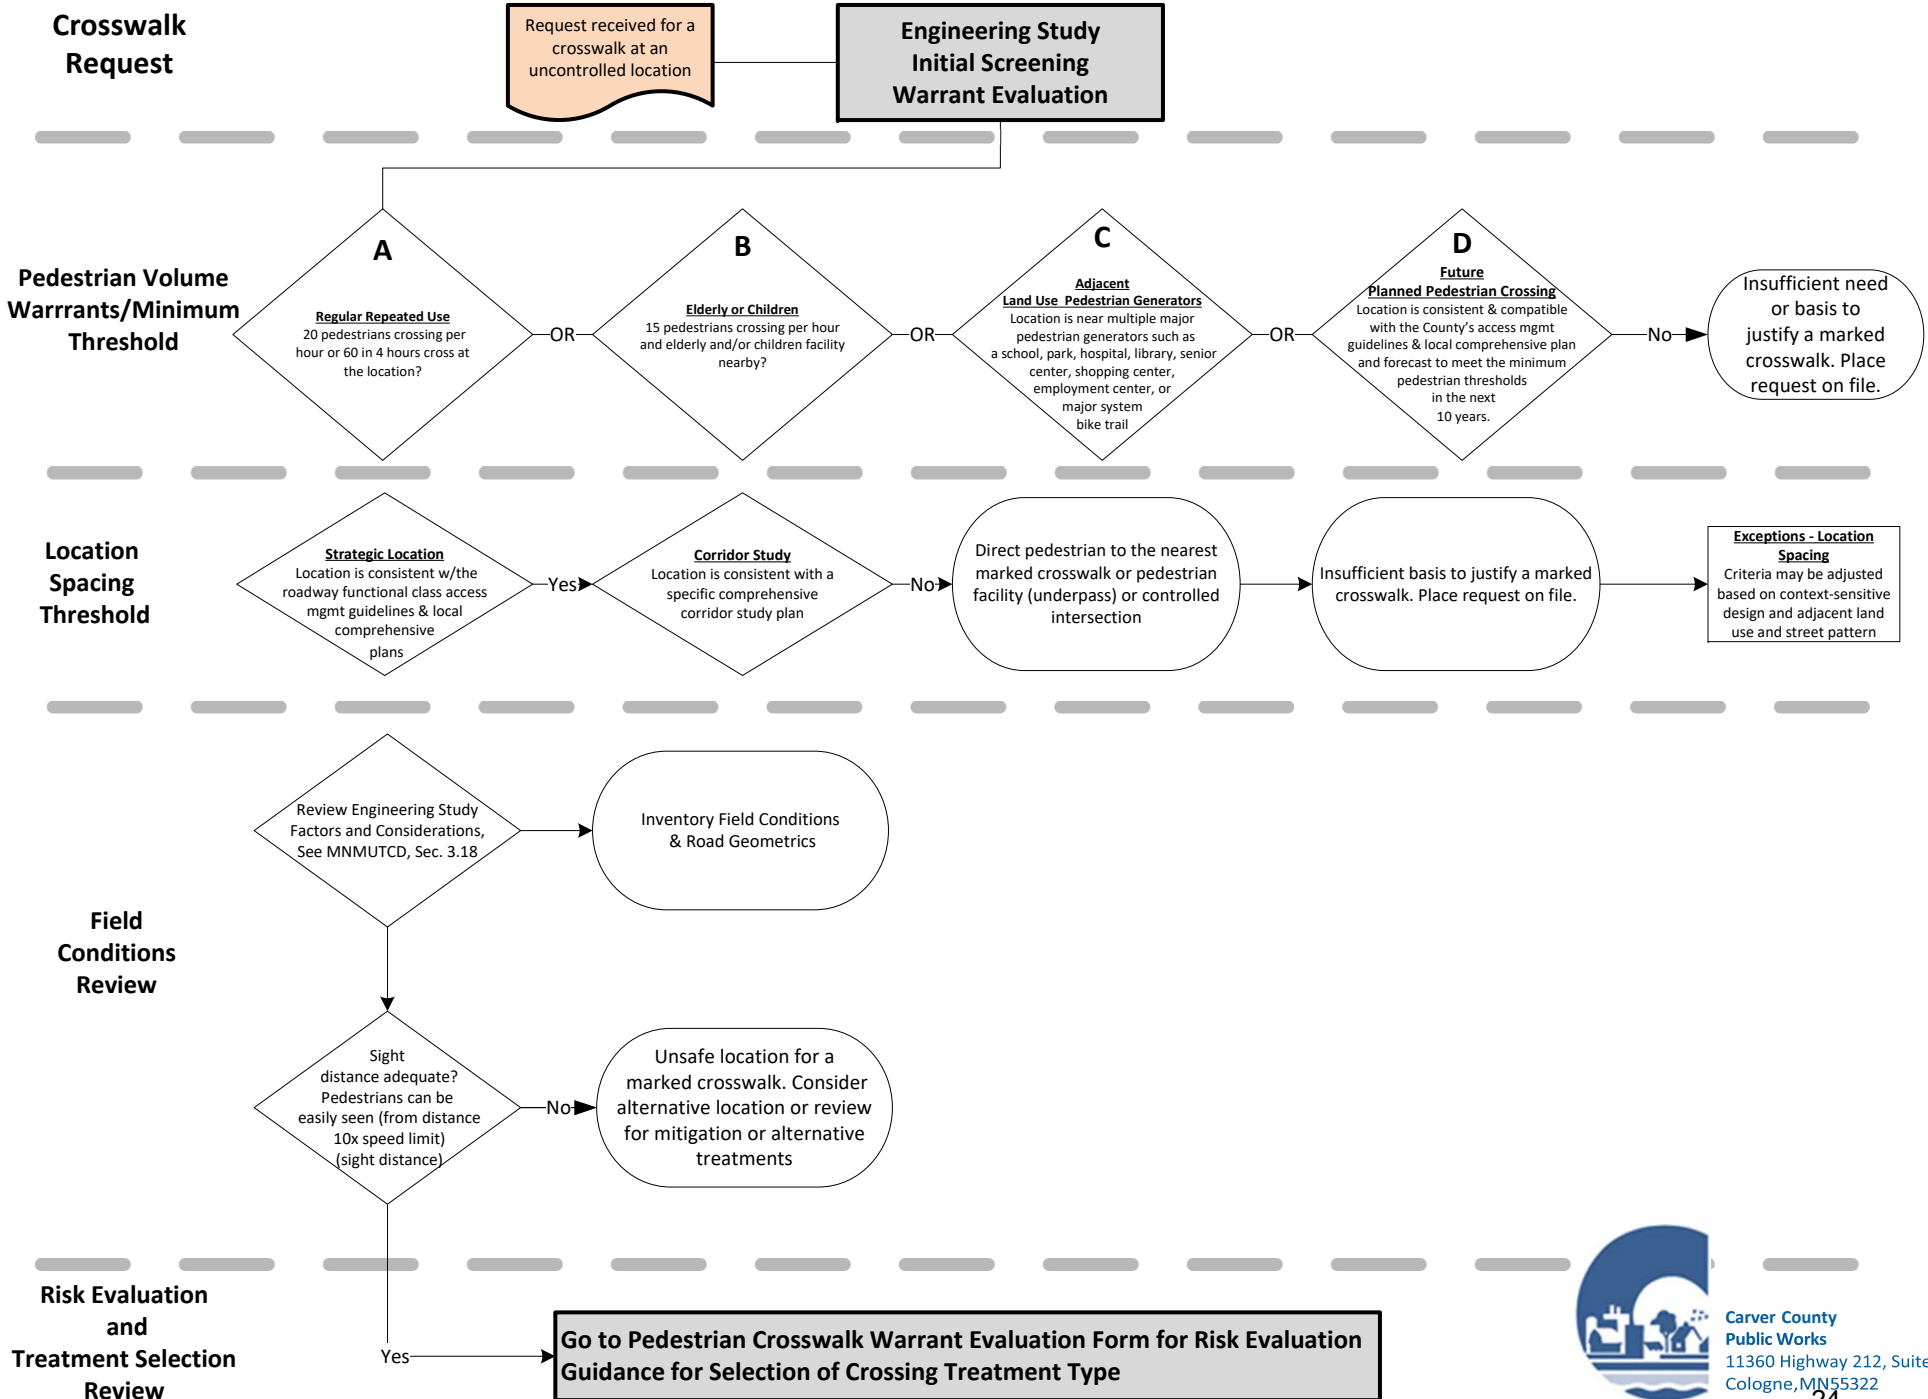 Crosswalk
Request
Request received for a
crosswalk at an
uncontrolled location
Engineering Study
Initial Screening
Warrant Evaluation
Pedestrian Volume
Warrrants/Minimum
Threshold
A
Regular Repeated Use
20 pedestrians crossing per
hour or 60 in 4 hours cross at
the location?
OR
B
Elderly or Children
15 pedestrians crossing per hour
and elderly and/or children facility
nearby?
OR
C
Adjacent
Land Use Pedestrian Generators
Location is near multiple major
pedestrian generators such as
a school, park, hospital, library, senior
center, shopping center,
employment center, or
major system
bike trail
OR
D
Future
Planned Pedestrian Crossing
Location is consistent & compatible
with the County's access mgmt
guidelines & local comprehensive plan
and forecast to meet the minimum
pedestrian thresholds
in the next
10 years.
No
Insufficient need
or basis to
justify a marked
crosswalk. Place
request on file.
Location
Spacing
Threshold
Strategic Location
Location is consistent w/the
roadway functional class access
mgmt guidelines & local
comprehensive
plans
Yes
Corridor Study
Location is consistent with a
specific comprehensive
corridor study plan
No
Direct pedestrian to the nearest
marked crosswalk or pedestrian
facility (underpass) or controlled
intersection
Insufficient basis to justify a marked
crosswalk. Place request on file.
Exceptions - Location
Spacing
Criteria may be adjusted
based on context-sensitive
design and adjacent land
use and street pattern
Field
Conditions
Review
Review Engineering Study
Factors and Considerations,
See MNMUTCD, Sec. 3.18
Inventory Field Conditions
& Road Geometrics
Sight
distance adequate?
Pedestrians can be
easily seen (from distance
10x speed limit)
(sight distance)
No
Unsafe location for a
marked crosswalk. Consider
alternative location or review
for mitigation or alternative
treatments
Risk Evaluation
and
Treatment Selection
Review
Yes
Go to Pedestrian Crosswalk Warrant Evaluation Form for Risk Evaluation
Guidance for Selection of Crossing Treatment Type
Carver County
Public Works
11360 Highway 212, Suite
Cologne,MN55322
24